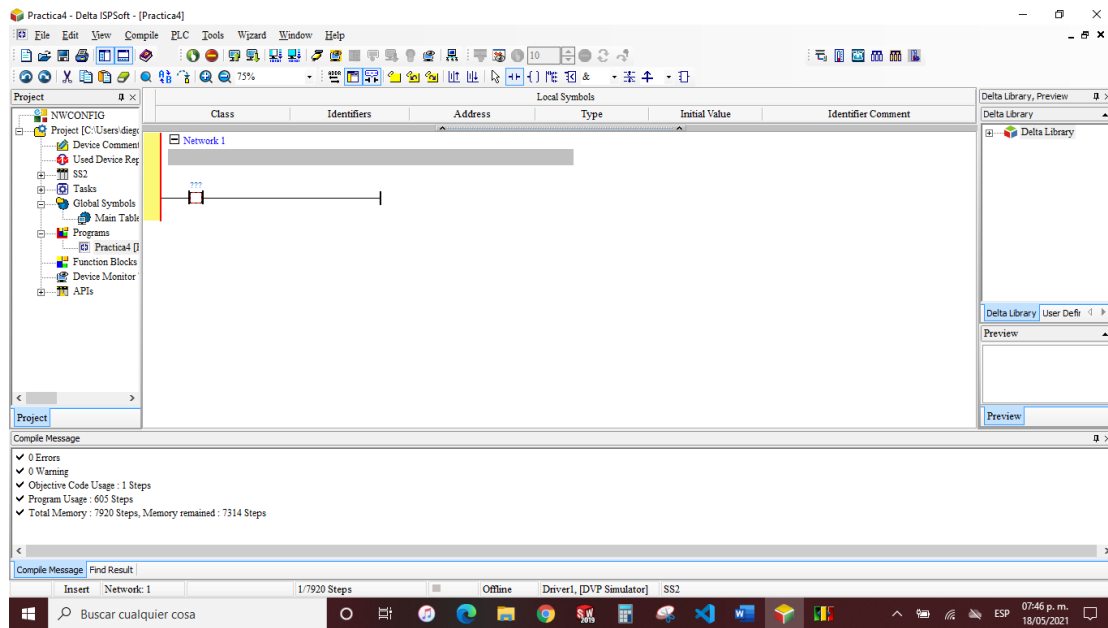 Practica4 - Delta ISPSoft - [Practica4]
File Edit View Compile PLC Tools Wizard Window Help
10
75%
&
Project
NWCONFIG
Project [C:\Users\diego
Device Comment
Used Device Rep
SS2
Tasks
Global Symbols
Main Table
Programs
Practica4 [I
Function Blocks
Device Monitor
APIs
Project
Local Symbols
Class Identifiers Address Type Initial Value Identifier Comment
Network 1
???
Delta Library, Preview
Delta Library
Delta Library
Delta Library User Defir
Preview
Preview
Compile Message
0 Errors
0 Warning
Objective Code Usage : 1 Steps
Program Usage : 605 Steps
Total Memory : 7920 Steps, Memory remained : 7314 Steps
Compile Message Find Result
Insert Network: 1 1/7920 Steps Offline Driver1, [DVP Simulator] SS2
Buscar cualquier cosa
SW
2019
ESP
07:46 p. m.
18/05/2021